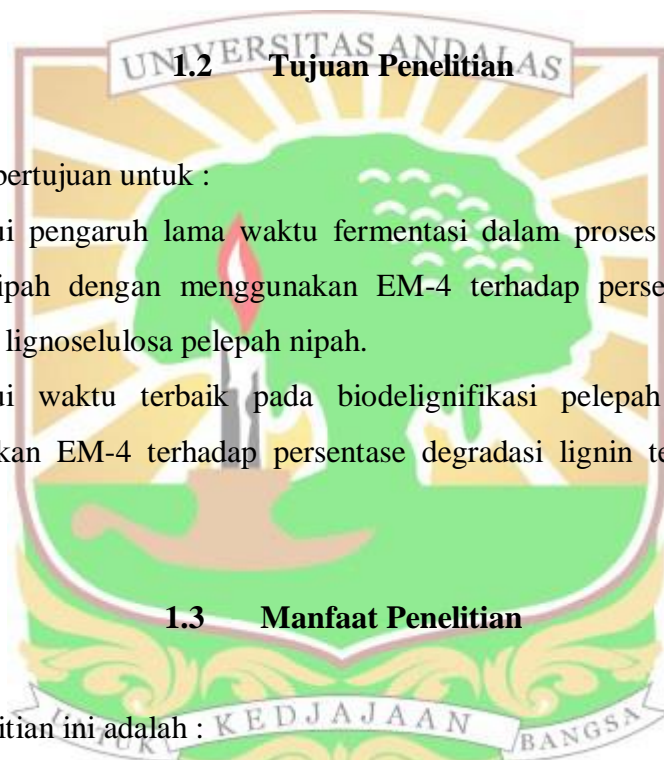 UNIVERSITAS ANDALAS
1.2 Tujuan Penelitian
bertujuan untuk :
ui pengaruh lama waktu fermentasi dalam proses
ipah dengan menggunakan EM-4 terhadap perse
lignoselulosa pelepah nipah.
ui waktu terbaik pada biodelignifikasi pelepah
kan EM-4 terhadap persentase degradasi lignin te
1.3 Manfaat Penelitian
itian ini adalah :
UNTUK KEDJAJAAN BANGSA